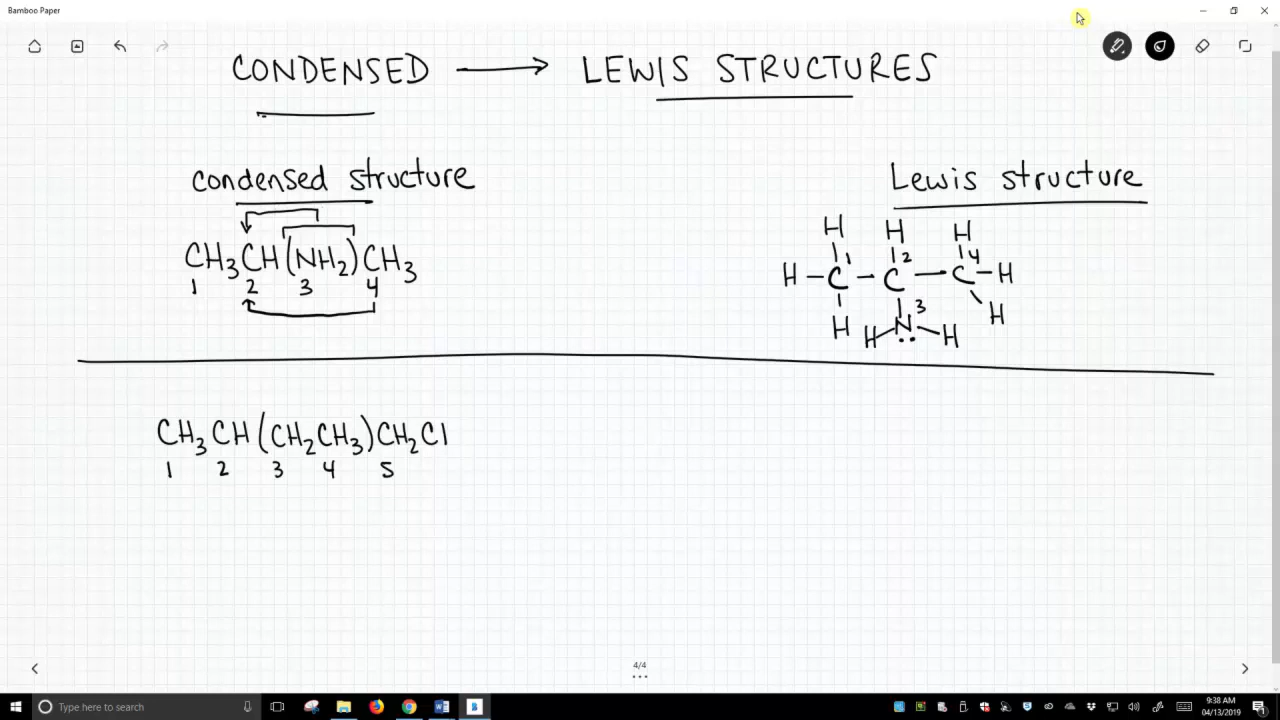 Bamboo Paper
CONDENSED → LEWIS STRUCTURES
condensed structure
CH₃CH(NH₂)CH₃
1 2 3 4
Lewis structure
H H H
1 2 4
H–C–C–C–H
3
H H–N–H H
CH₃CH(CH₂CH₃)CH₂Cl
1 2 3 4 5
4/4
Type here to search
9:38 AM
04/13/2019